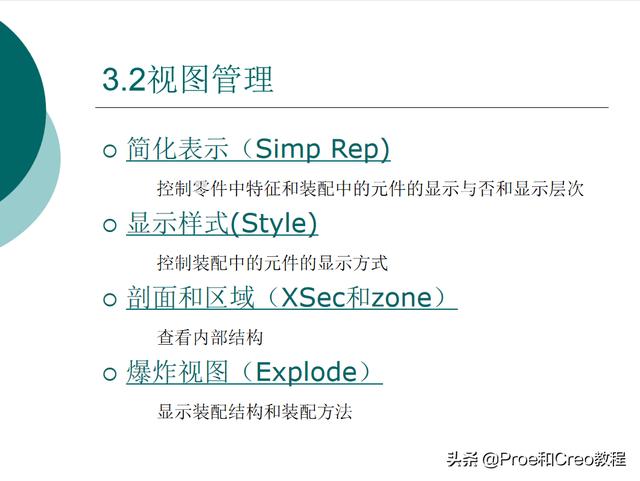 3.2视图管理
简化表示（Simp Rep)
控制零件中特征和装配中的元件的显示与否和显示层次
显示样式(Style)
控制装配中的元件的显示方式
剖面和区域（XSec和zone）
查看内部结构
爆炸视图（Explode）
显示装配结构和装配方法
头条 @Proe和Creo教程